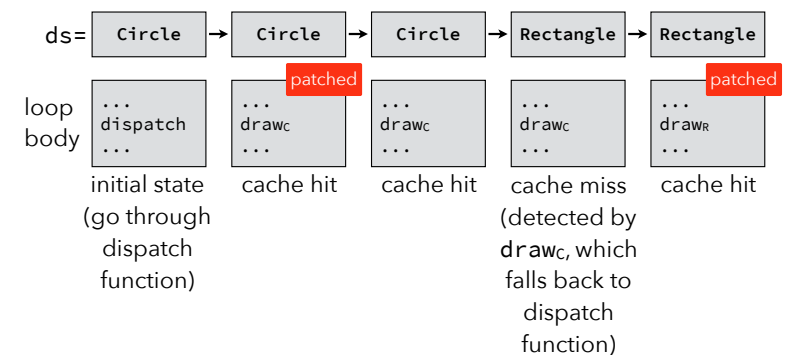 ds= Circle → Circle → Circle → Rectangle → Rectangle
patched patched
loop body
... ... ... ... ...
dispatch drawC drawC drawC drawR
... ... ... ... ...
initial state
(go through
dispatch
function)
cache hit
cache hit
cache miss
(detected by
drawC, which
falls back to
dispatch
function)
cache hit